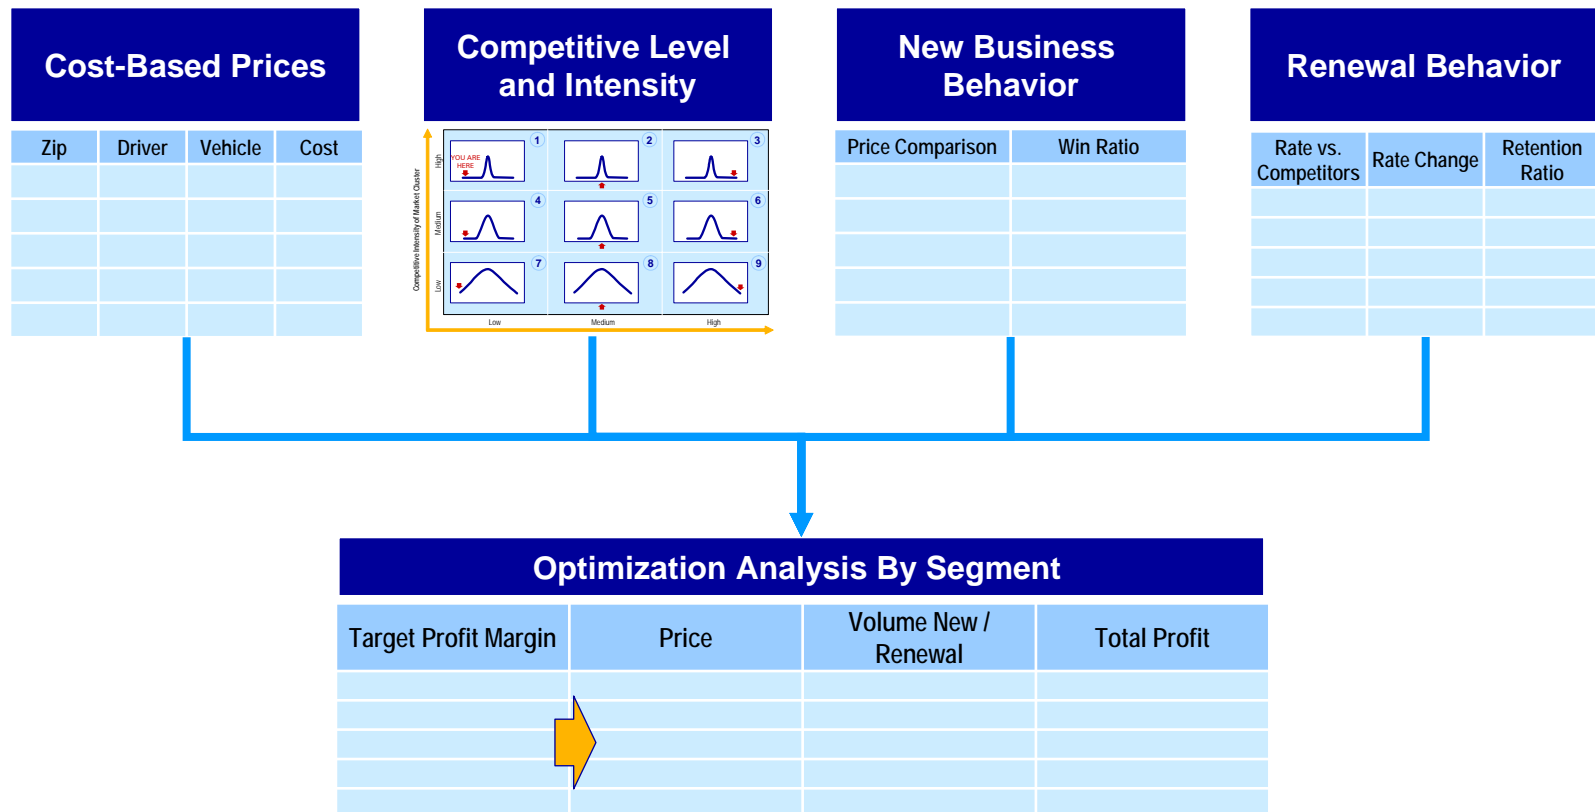 Cost-Based Prices
Competitive Level
and Intensity
New Business
Behavior
Renewal Behavior
Zip Driver Vehicle Cost
Competitive Intensity of Market Cluster
High
Medium
Low
YOU ARE
HERE
1
2
3
4
5
6
7
8
9
Low Medium High
Price Comparison Win Ratio
Rate vs.
Competitors
Rate Change
Retention
Ratio
Optimization Analysis By Segment
Target Profit Margin
Price
Volume New /
Renewal
Total Profit